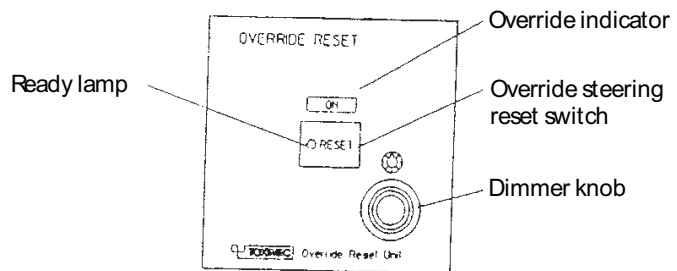 Override indicator
OVERRIDE RESET
Ready lamp
ON
Override steering
reset switch
RESET
Dimmer knob
TOKIMEC Override Reset Unit